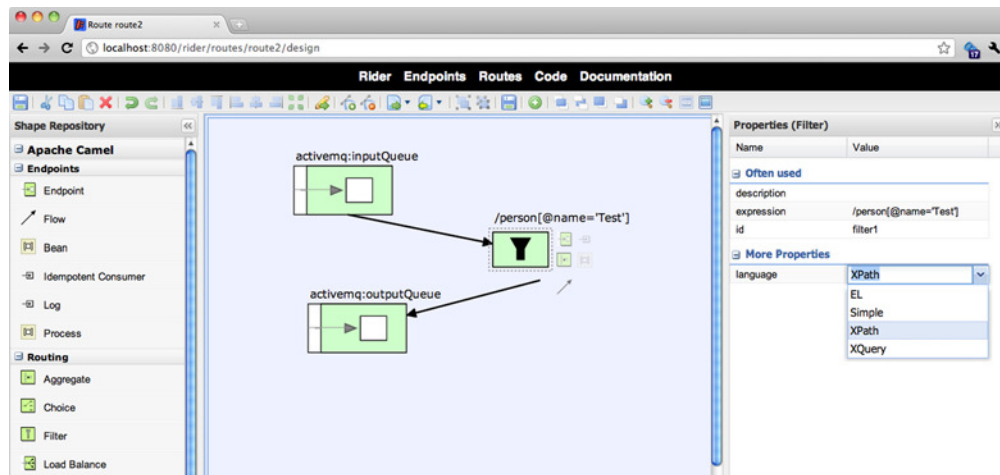 Route route2
localhost:8080/rider/routes/route2/design
17
Rider Endpoints Routes Code Documentation
Shape Repository
Apache Camel
Endpoints
Endpoint
Flow
Bean
Idempotent Consumer
Log
Process
Routing
Aggregate
Choice
Filter
Load Balance
activemq:inputQueue
/person[@name='Test']
activemq:outputQueue
Properties (Filter)
Name Value
Often used
description
expression /person[@name='Test']
id filter1
More Properties
language XPath
EL
Simple
XPath
XQuery